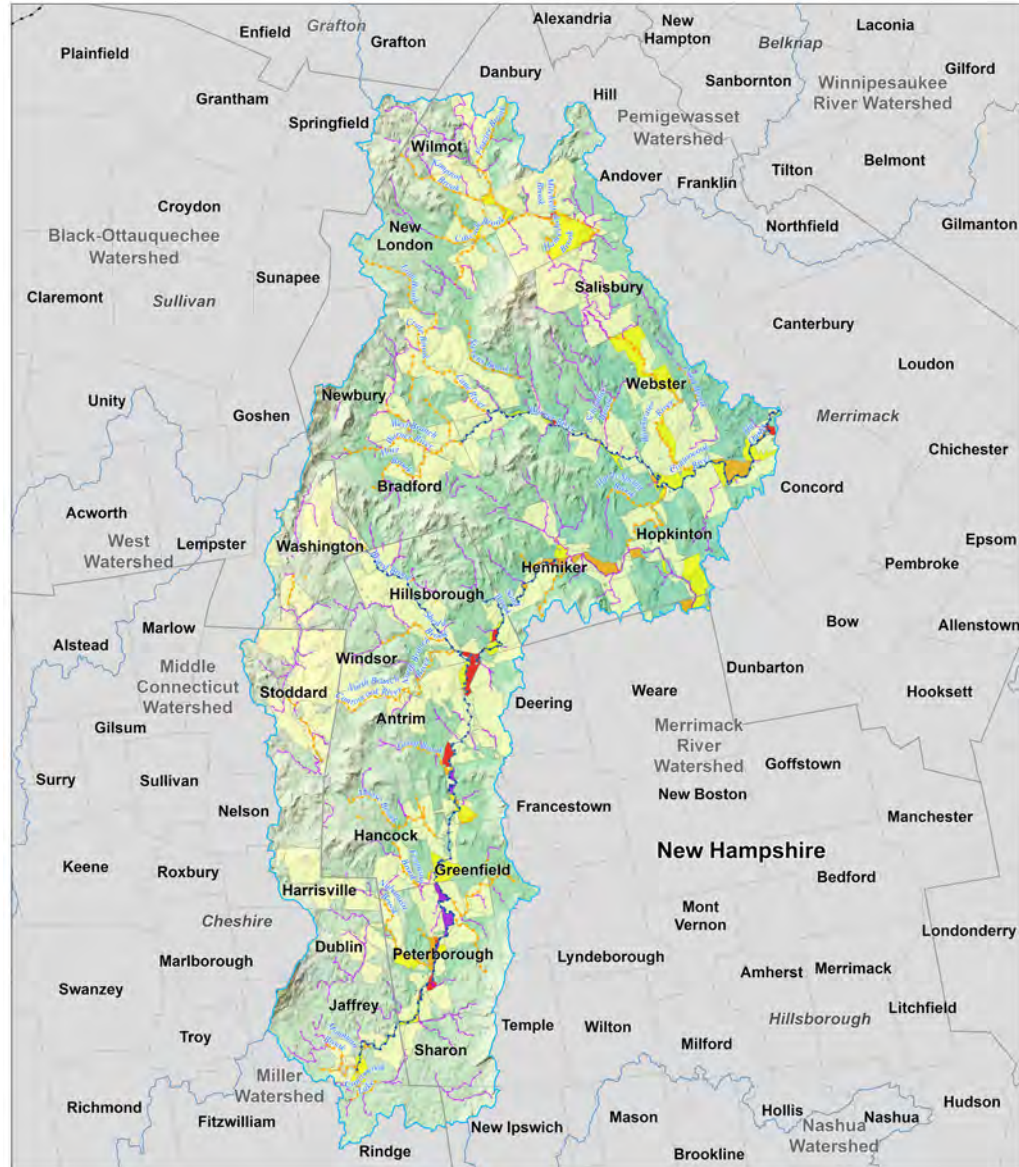 Alexandria
New
Hampton
Laconia
Enfield
Grafton
Grafton
Belknap
Plainfield
Danbury
Sanbornton
Winnipesaukee
River Watershed
Gilford
Grantham
Hill
Springfield
Pemigewasset
Watershed
Wilmot
Belmont
Andover
Franklin
Tilton
Croydon
Northfield
Gilmanton
New
London
Black-Ottauquechee
Watershed
Sunapee
Salisbury
Claremont
Sullivan
Canterbury
Loudon
Webster
Newbury
Unity
Goshen
Merrimack
Chichester
Bradford
Concord
Acworth
West
Watershed
Lempster
Washington
Hopkinton
Epsom
Henniker
Pembroke
Hillsborough
Marlow
Bow
Allenstown
Alstead
Windsor
Dunbarton
Middle
Connecticut
Watershed
Stoddard
North Branch
Contoocook River
Weare
Hooksett
Deering
Antrim
Gilsum
Merrimack
River
Watershed
Goffstown
Surry
Sullivan
New Boston
Nelson
Francestown
Manchester
Hancock
New Hampshire
Keene
Roxbury
Greenfield
Bedford
Harrisville
Mont
Vernon
Cheshire
Londonderry
Dublin
Peterborough
Lyndeborough
Marlborough
Amherst
Merrimack
Swanzey
Jaffrey
Litchfield
Temple
Wilton
Hillsborough
Troy
Sharon
Milford
Miller
Watershed
Richmond
Fitzwilliam
New Ipswich
Mason
Hollis
Nashua
Hudson
Nashua
Watershed
Rindge
Brookline